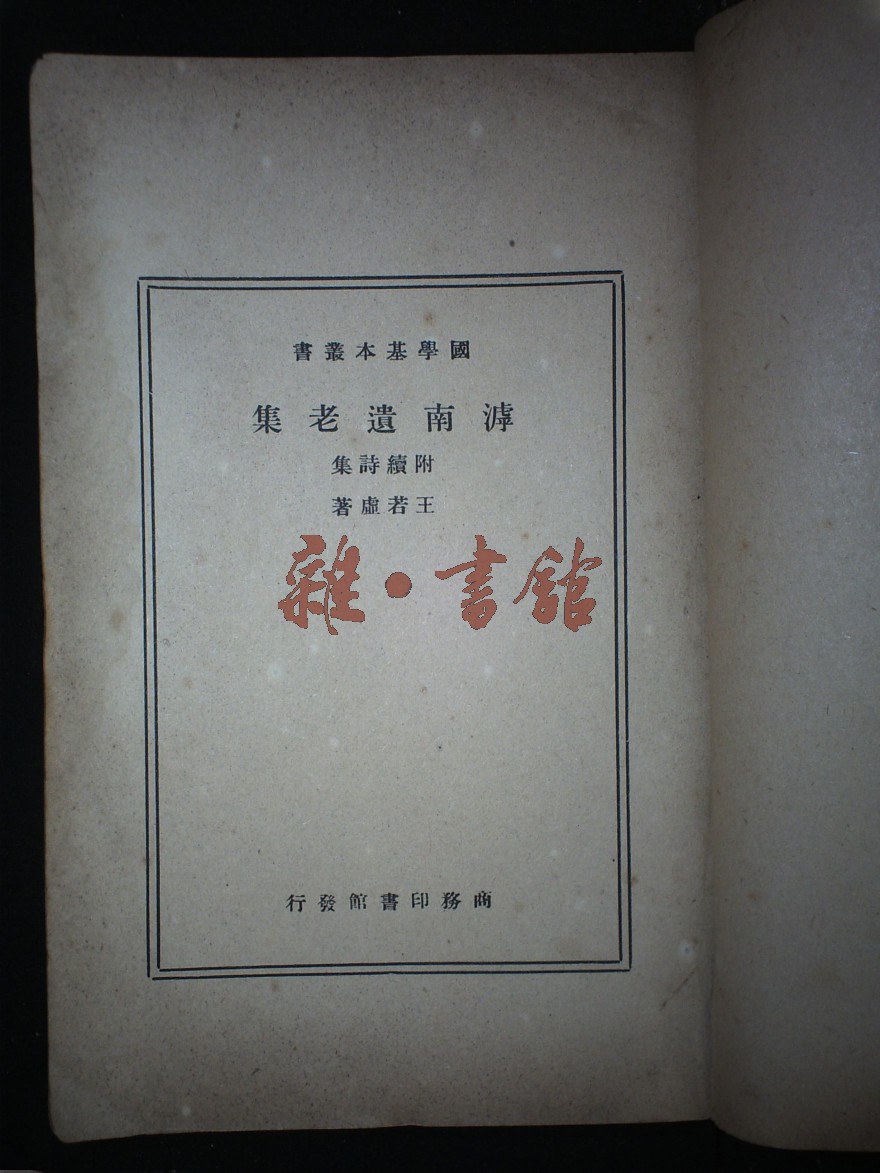 國學基本叢書
滹南遺老集
附續詩集
王若虛著
雜·書館
商務印書館發行